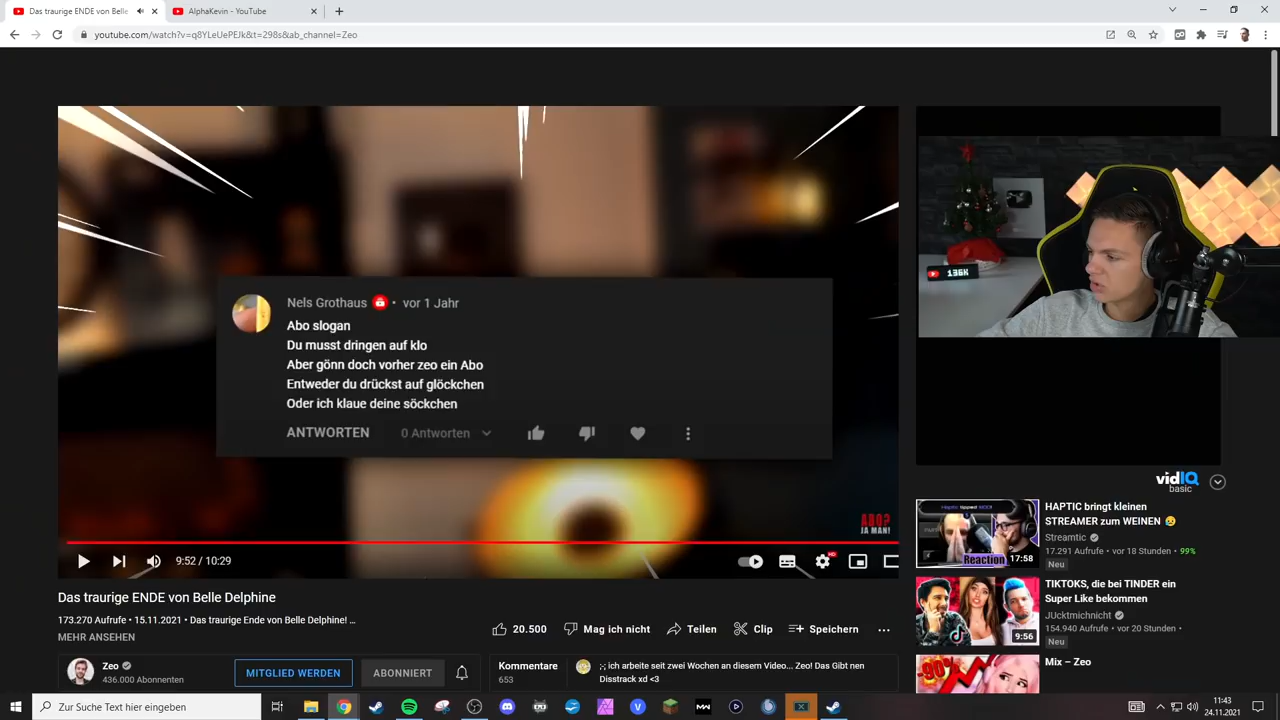 Das traurige ENDE von Belle
AlphaKevin - YouTube
youtube.com/watch?v=q8YLeUePEJk&t=298s&ab_channel=Zeo
136K
Nels Grothaus • vor 1 Jahr
Abo slogan
Du musst dringen auf klo
Aber gönn doch vorher zeo ein Abo
Entweder du drückst auf glöckchen
Oder ich klaue deine söckchen
ANTWORTEN 0 Antworten
ABO?
JA MAN!
9:52 / 10:29
HD
vidIQ
basic
Das traurige ENDE von Belle Delphine
173.270 Aufrufe • 15.11.2021 • Das traurige Ende von Belle Delphine! ...
MEHR ANSEHEN
20.500 Mag ich nicht Teilen Clip Speichern
Zeo
436.000 Abonnenten
MITGLIED WERDEN ABONNIERT
Kommentare
653
;-; ich arbeite seit zwei Wochen an diesem Video... Zeo! Das Gibt nen
Disstrack xd <3
Reaction
17:58
HAPTIC bringt kleinen
STREAMER zum WEINEN 😥
Streamtic
17.291 Aufrufe • vor 18 Stunden • 99%
Neu
9:56
TIKTOKS, die bei TINDER ein
Super Like bekommen
JUcktmichnicht
154.940 Aufrufe • vor 20 Stunden •
Neu
-90%
Mix – Zeo
Zur Suche Text hier eingeben
11:43
24.11.2021